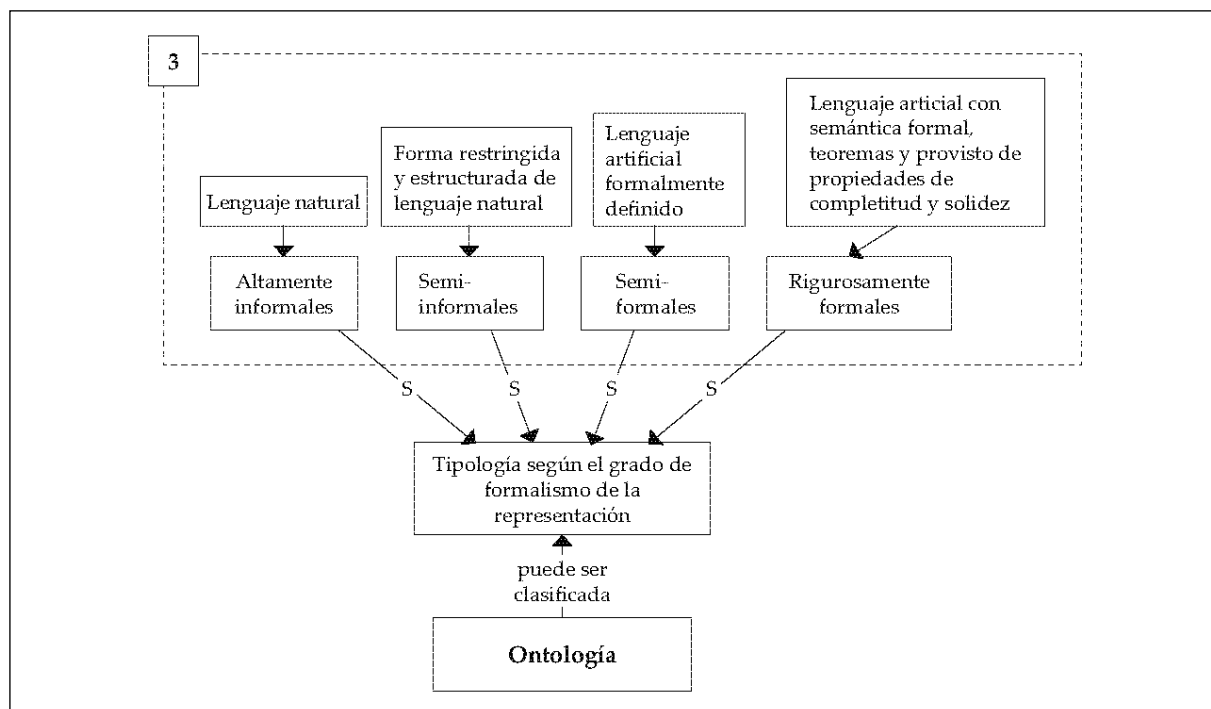 3
Lenguaje natural
Forma restringida
y estructurada de
lenguaje natural
Lenguaje
artificial
formalmente
definido
Lenguaje articial con
semántica formal,
teoremas y provisto de
propiedades de
completitud y solidez
Altamente
informales
Semi-
informales
Semi-
formales
Rigurosamente
formales
S
S
S
S
Tipología según el grado de
formalismo de la
representación
puede ser
clasificada
Ontología